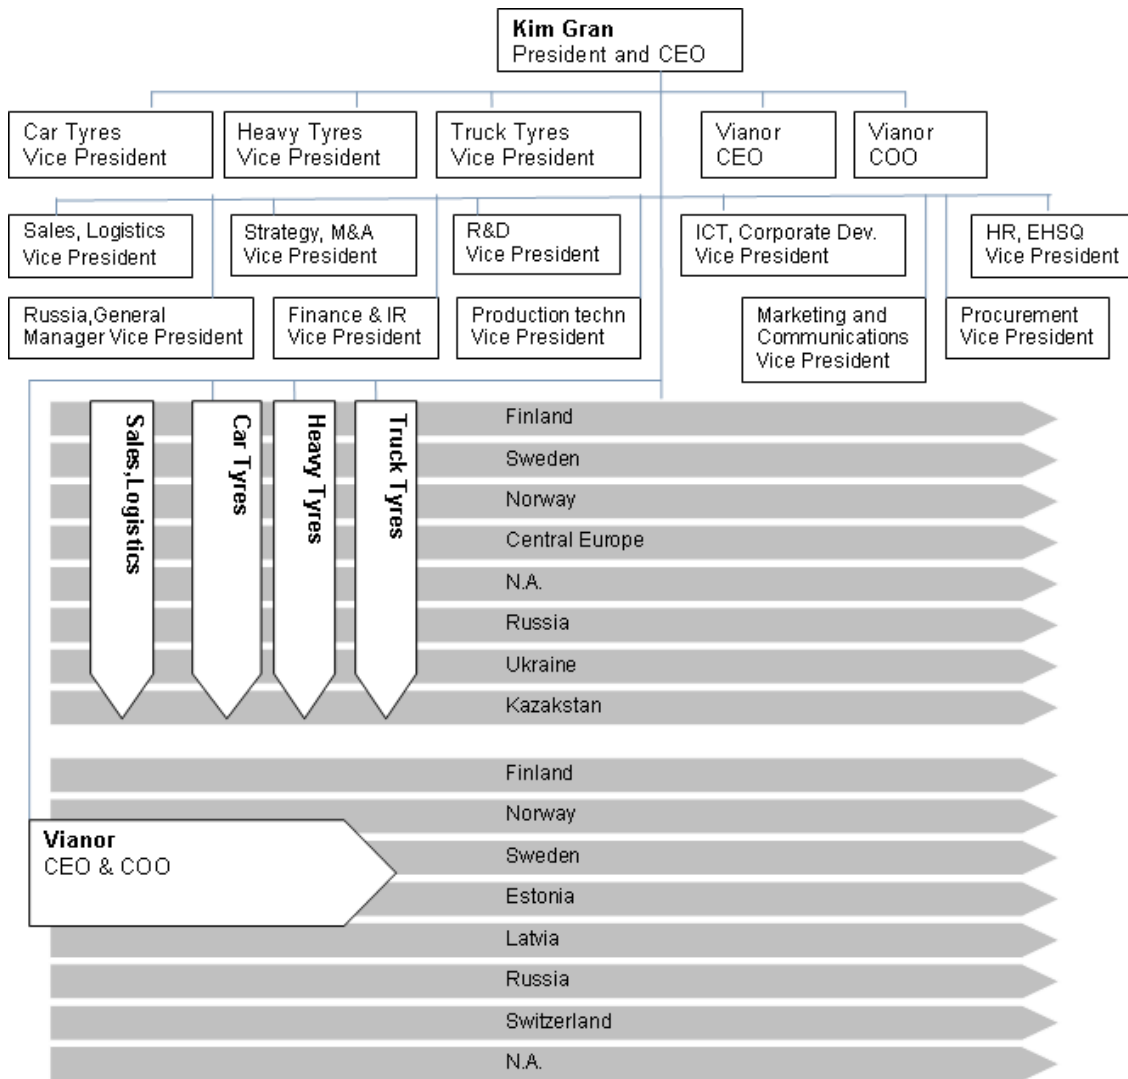 Kim Gran
President and CEO
Car Tyres
Vice President
Heavy Tyres
Vice President
Truck Tyres
Vice President
Vianor
CEO
Vianor
COO
Sales, Logistics
Vice President
Strategy, M&A
Vice President
R&D
Vice President
ICT, Corporate Dev.
Vice President
HR, EHSQ
Vice President
Russia,General
Manager Vice President
Finance & IR
Vice President
Production techn
Vice President
Marketing and
Communications
Vice President
Procurement
Vice President
Sales,Logistics
Car Tyres
Heavy Tyres
Truck Tyres
Finland
Sweden
Norway
Central Europe
N.A.
Russia
Ukraine
Kazakstan
Vianor
CEO & COO
Finland
Norway
Sweden
Estonia
Latvia
Russia
Switzerland
N.A.